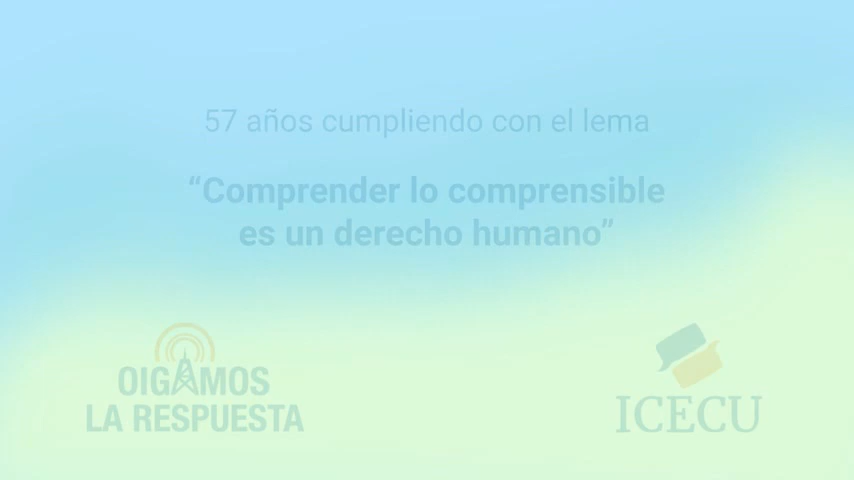 57 años cumpliendo con el lema
“Comprender lo comprensible
es un derecho humano”
OIGAMOS
LA RESPUESTA
ICECU